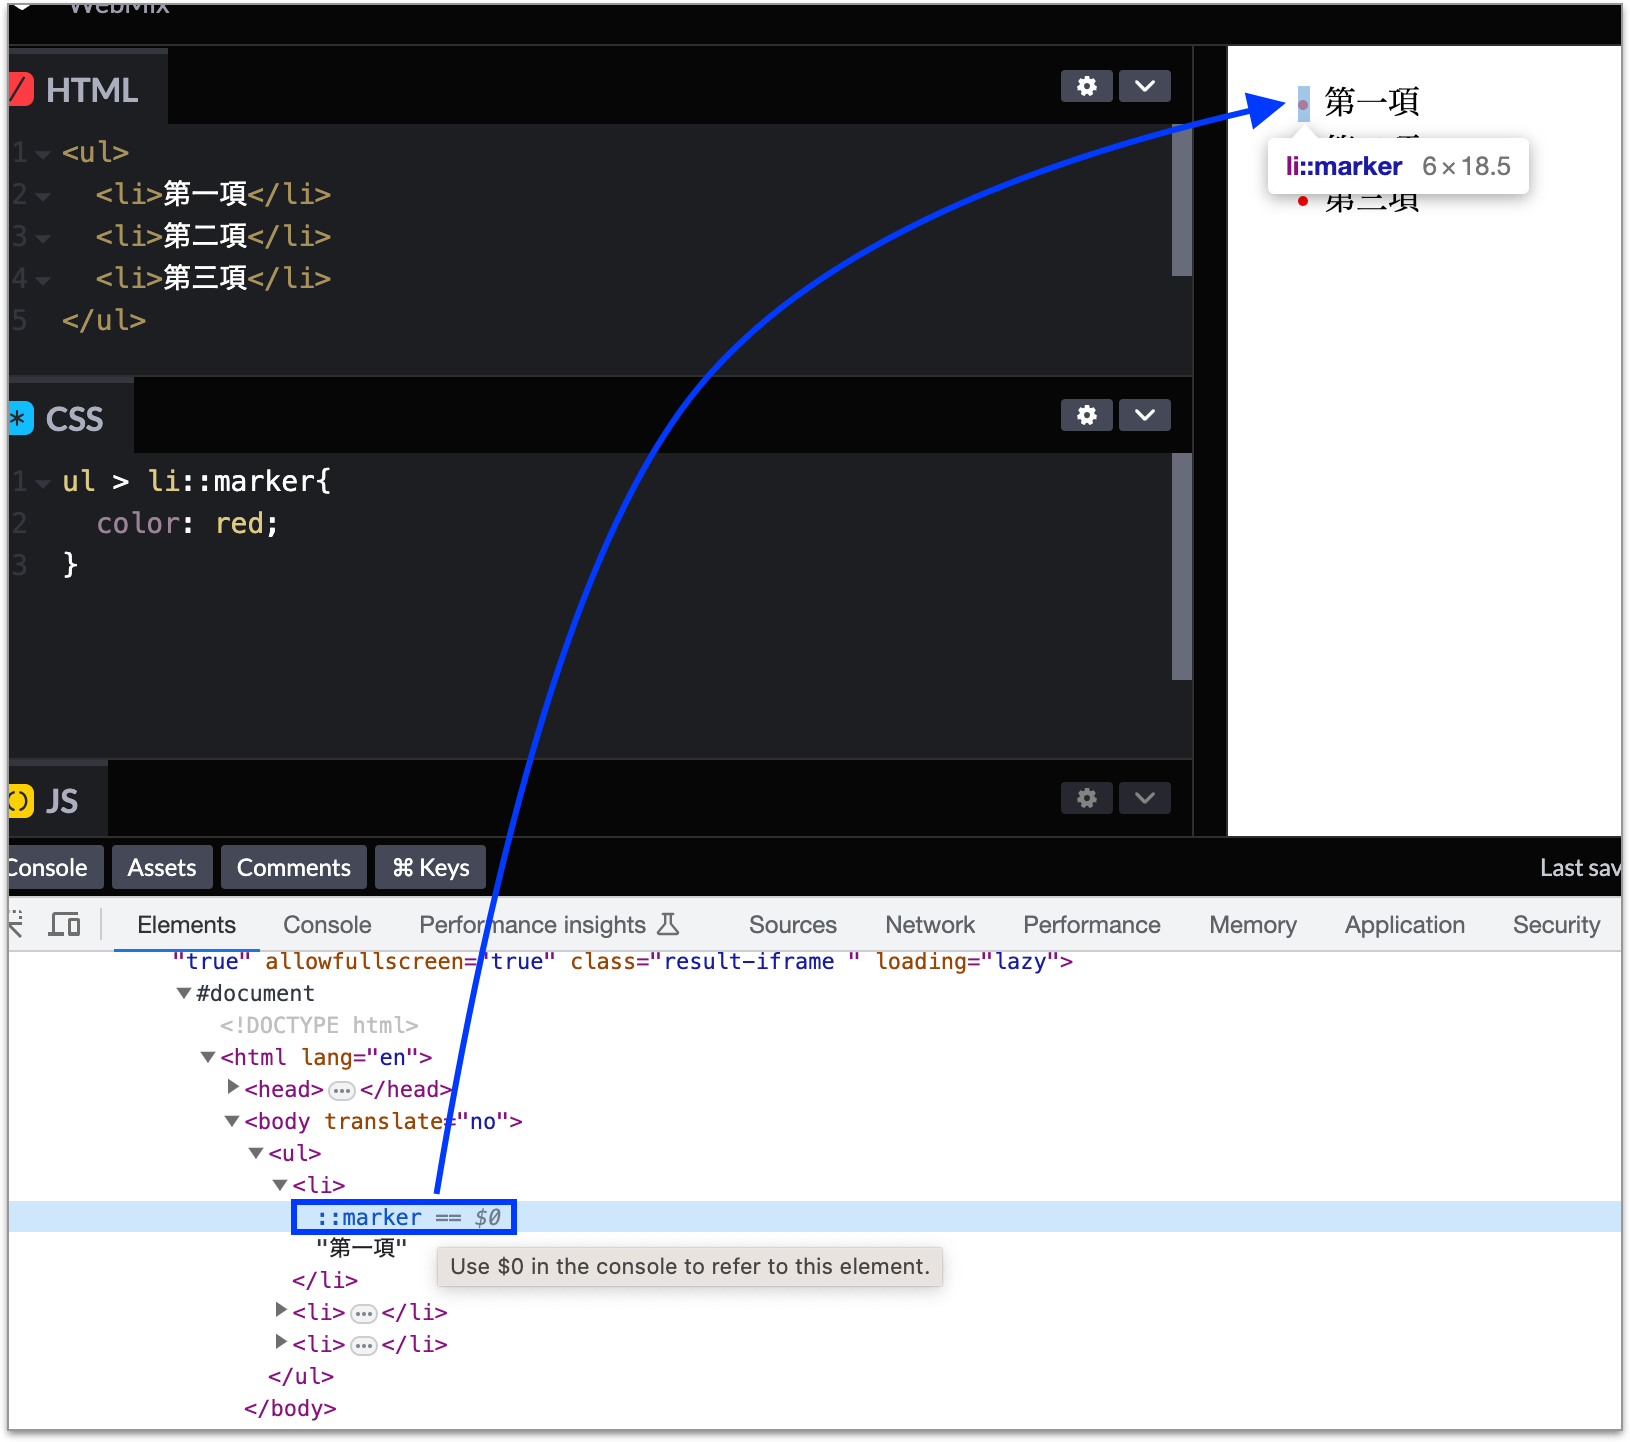 WebMix
HTML
1 <ul>
2 <li>第一項</li>
3 <li>第二項</li>
4 <li>第三項</li>
5 </ul>
第一項
li::marker 6×18.5
第三項
CSS
1 ul > li::marker{
2 color: red;
3 }
JS
Console Assets Comments ⌘ Keys
Last sav
Elements Console Performance insights Sources Network Performance Memory Application Security
"true" allowfullscreen="true" class="result-iframe " loading="lazy">
#document
<!DOCTYPE html>
<html lang="en">
<head> … </head>
<body translate="no">
<ul>
<li>
::marker == $0
"第一項"
Use $0 in the console to refer to this element.
</li>
<li> … </li>
<li> … </li>
</ul>
</body>